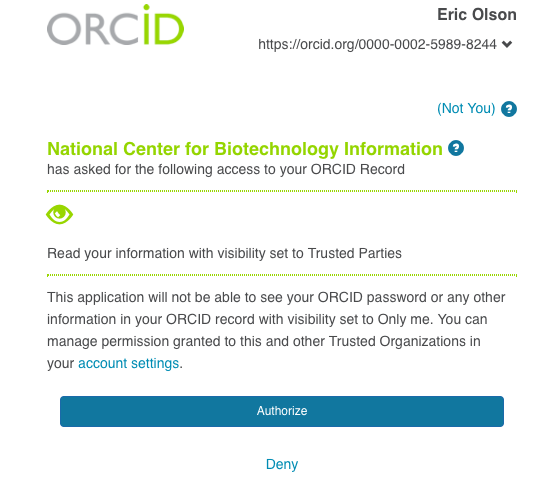 ORCID
Eric Olson
https://orcid.org/0000-0002-5989-8244
(Not You) ?
National Center for Biotechnology Information ?
has asked for the following access to your ORCID Record
Read your information with visibility set to Trusted Parties
This application will not be able to see your ORCID password or any other
information in your ORCID record with visibility set to Only me. You can
manage permission granted to this and other Trusted Organizations in
your account settings.
Authorize
Deny